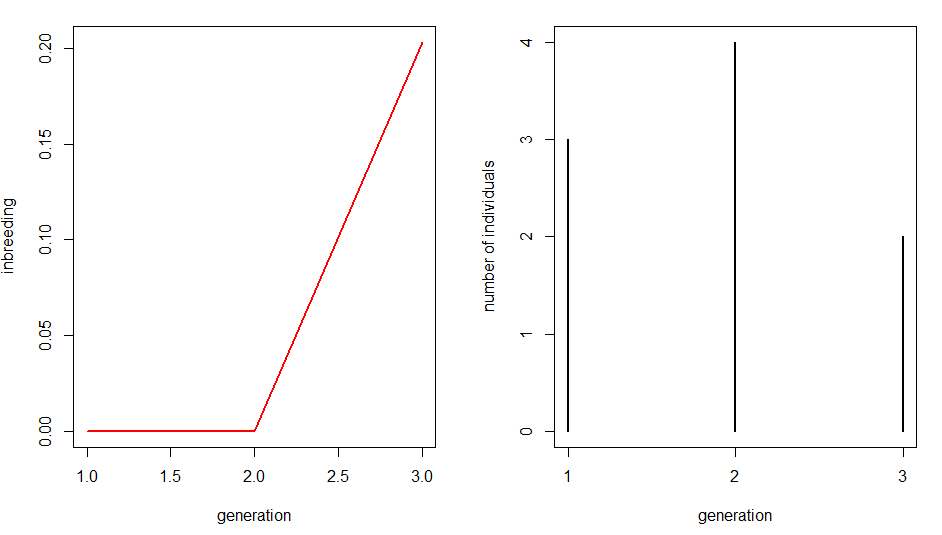 inbreeding
0.20
0.15
0.10
0.05
0.00
1.0 1.5 2.0 2.5 3.0
generation
number of individuals
4
3
2
1
0
1 2 3
generation